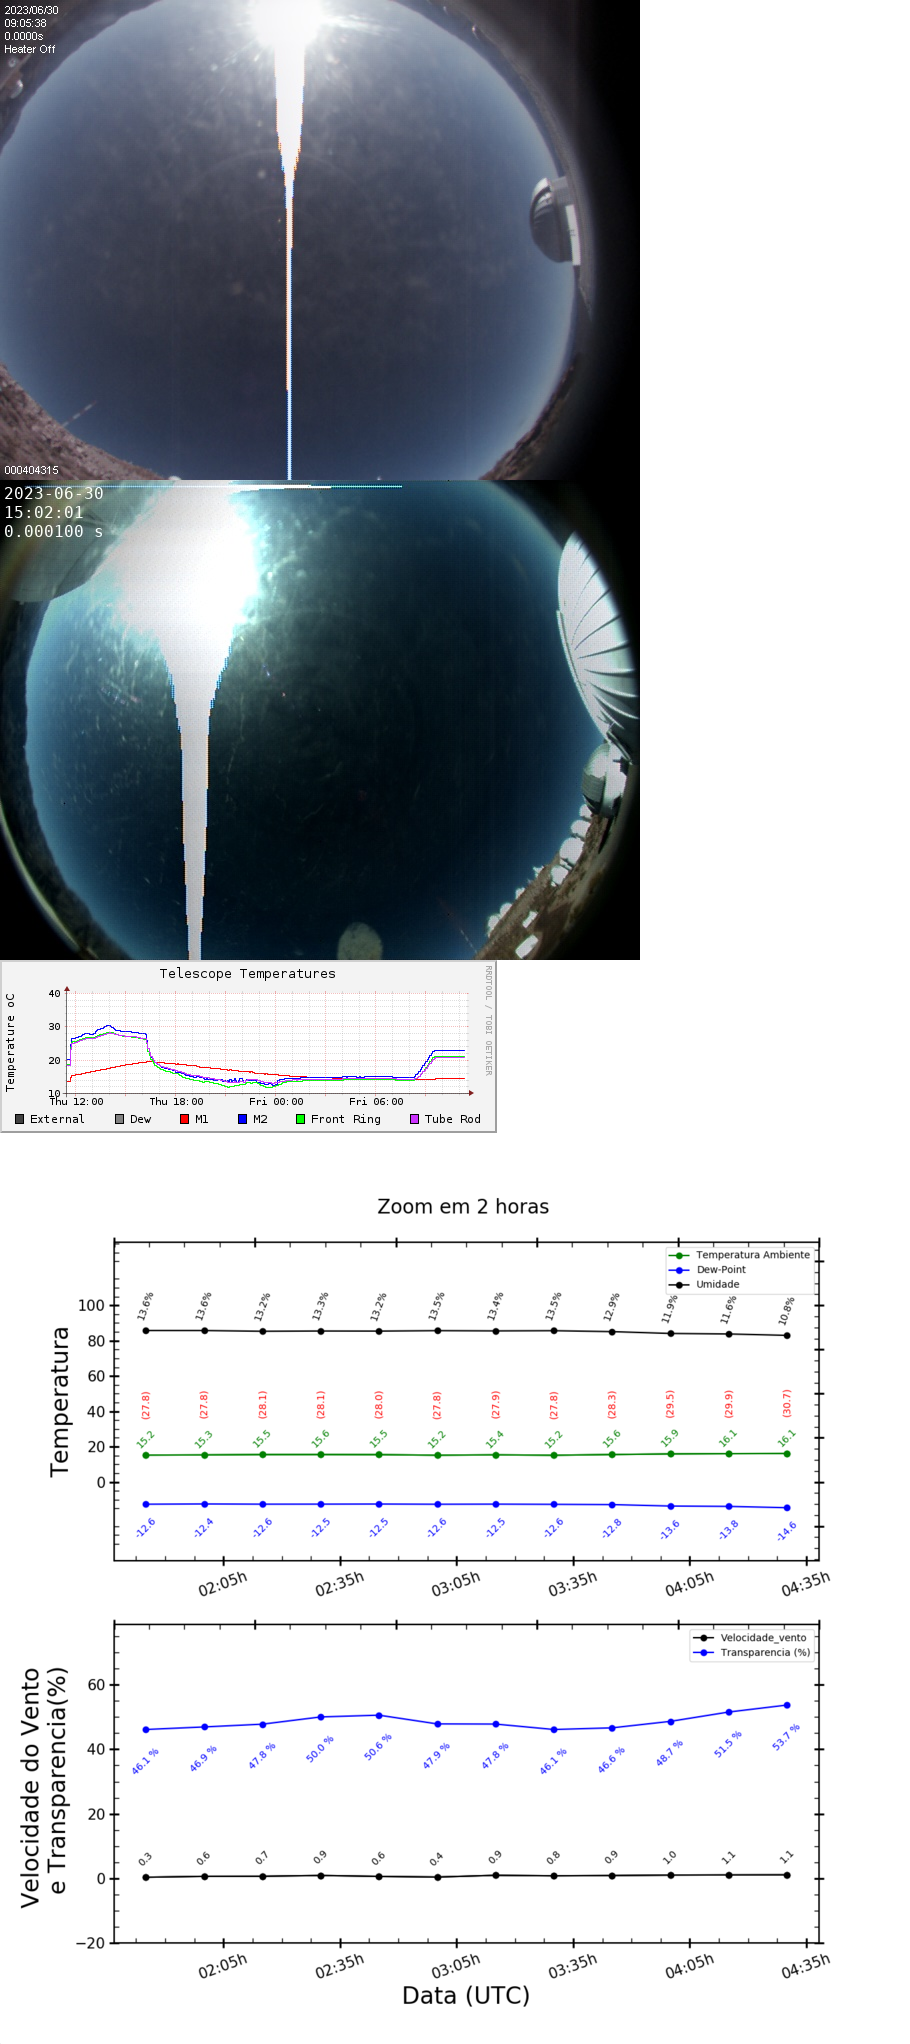 2023/06/30
09:05:38
0.0000s
Heater Off
000404315
2023-06-30
15:02:01
0.000100 s
Telescope Temperatures
RRDTOOL / TOBI OETIKER
Temperature oC
40
30
20
10
Thu 12:00 Thu 18:00 Fri 00:00 Fri 06:00
External Dew M1 M2 Front Ring Tube Rod
Zoom em 2 horas
Temperatura Ambiente
Dew-Point
Umidade
Temperatura
100
80
60
40
20
0
13.6% 13.6% 13.2% 13.3% 13.2% 13.5% 13.4% 13.5% 12.9% 11.9% 11.6% 10.8%
(27.8) (27.8) (28.1) (28.1) (28.0) (27.8) (27.9) (27.8) (28.3) (29.5) (29.9) (30.7)
15.2 15.3 15.5 15.6 15.5 15.2 15.4 15.2 15.6 15.9 16.1 16.1
-12.6 -12.4 -12.6 -12.5 -12.5 -12.6 -12.5 -12.6 -12.8 -13.6 -13.8 -14.6
02:05h 02:35h 03:05h 03:35h 04:05h 04:35h
Velocidade_vento
Transparencia (%)
Velocidade do Vento
e Transparencia(%)
60
40
20
0
−20
46.1 % 46.9 % 47.8 % 50.0 % 50.6 % 47.9 % 47.8 % 46.1 % 46.6 % 48.7 % 51.5 % 53.7 %
0.3 0.6 0.7 0.9 0.6 0.4 0.9 0.8 0.9 1.0 1.1 1.1
02:05h 02:35h 03:05h 03:35h 04:05h 04:35h
Data (UTC)